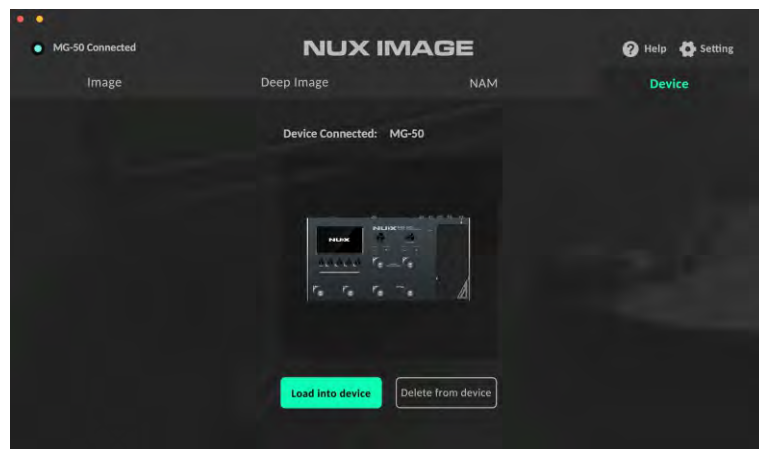 MG-50 Connected
NUX IMAGE
Help
Setting
Image
Deep Image
NAM
Device
Device Connected: MG-50
NUX
NUX
Load into device
Delete from device